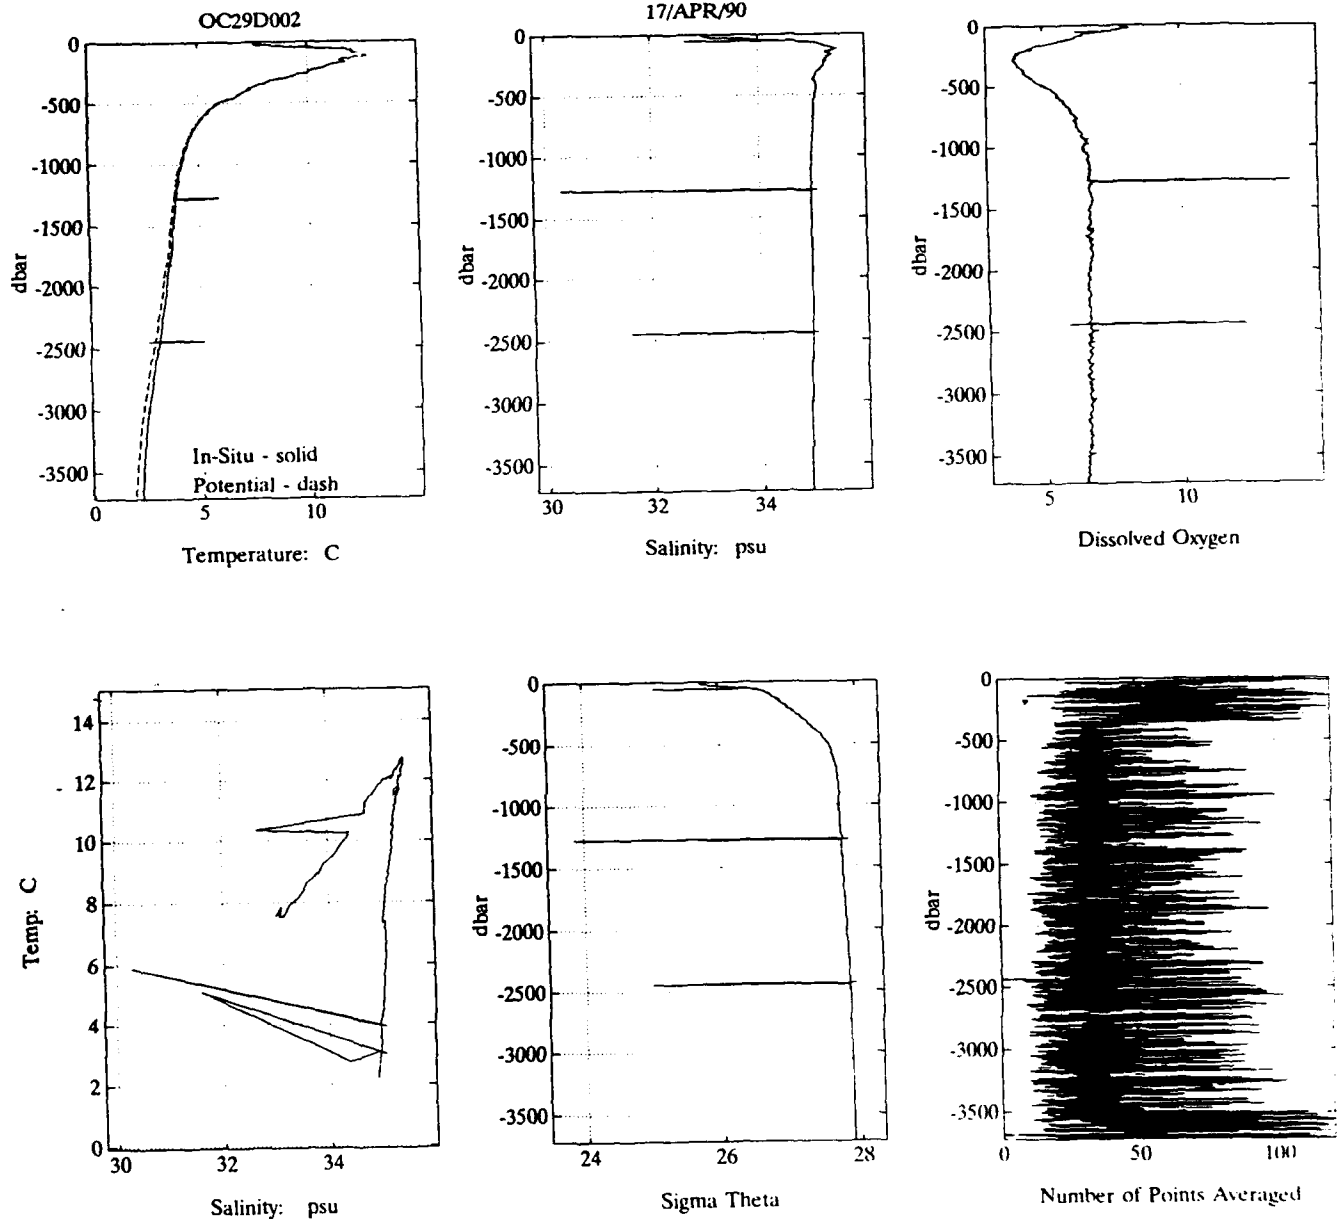 OC29D002
17/APR/90
0
-500
-1000
-1500
-2000
-2500
-3000
-3500
dbar
In-Situ - solid
Potential - dash
0 5 10
Temperature: C
0
-500
-1000
-1500
-2000
-2500
-3000
-3500
dbar
30 32 34
Salinity: psu
0
-500
-1000
-1500
-2000
-2500
-3000
-3500
dbar
5 10
Dissolved Oxygen
14
12
10
8
6
4
2
0
Temp: C
30 32 34
Salinity: psu
0
-500
-1000
-1500
-2000
-2500
-3000
-3500
dbar
24 26 28
Sigma Theta
0
-500
-1000
-1500
-2000
-2500
-3000
-3500
dbar
0 50 100
Number of Points Averaged